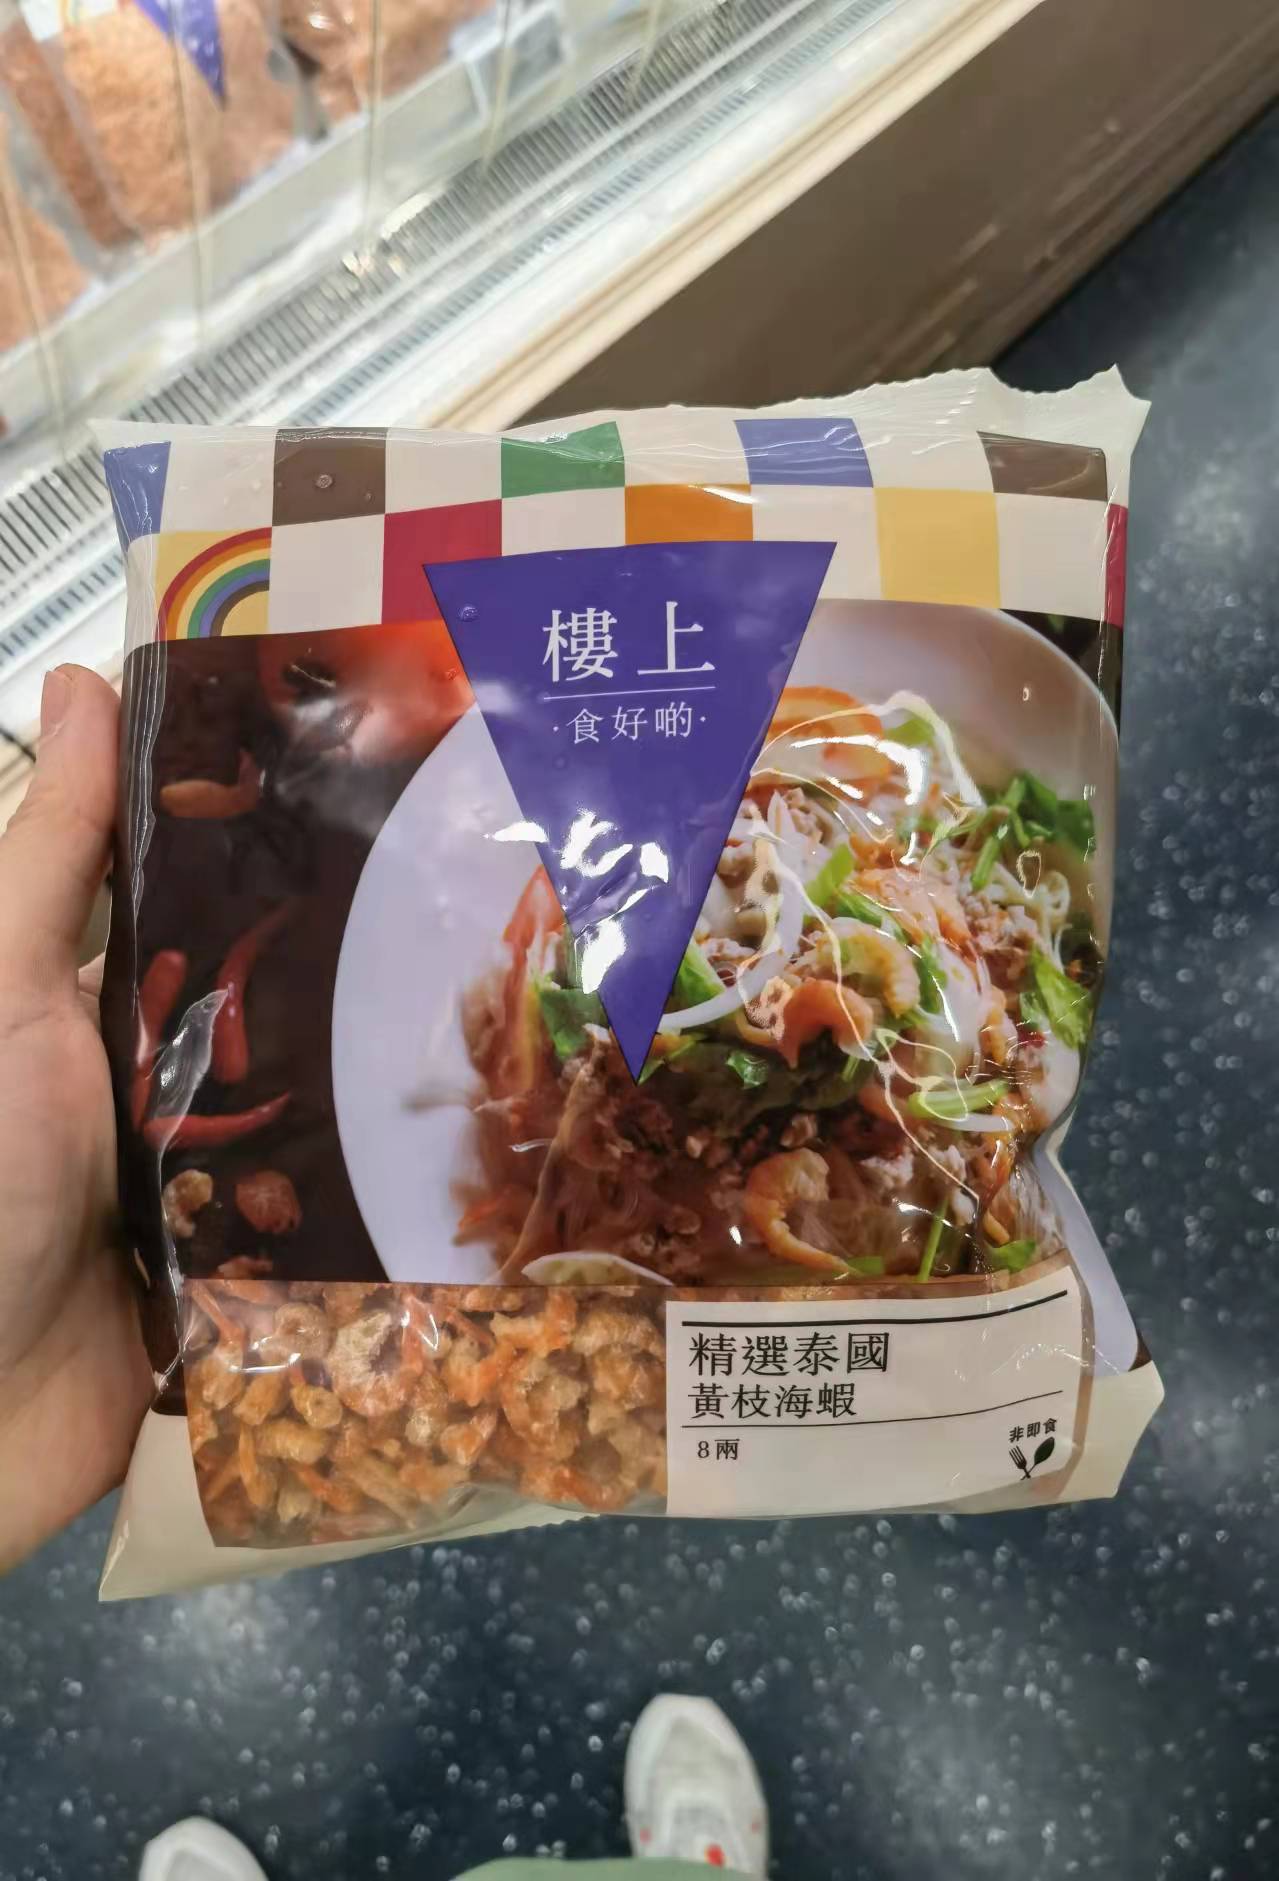 樓上
·食好啲·
精選泰國
黃枝海蝦
8兩
非即食